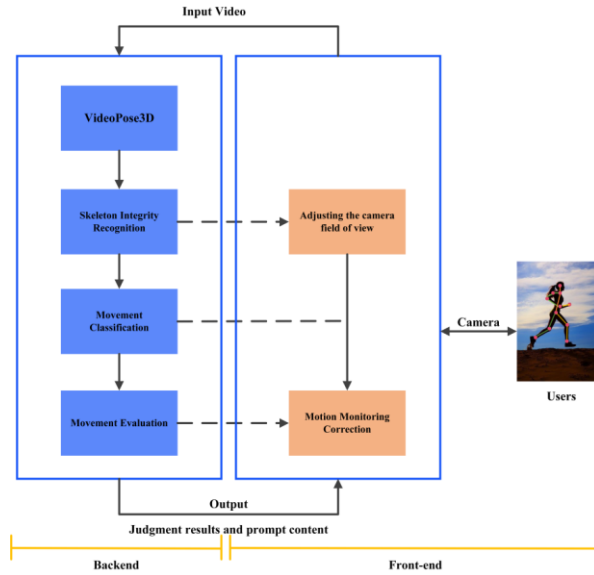 Input Video
VideoPose3D
Skeleton Integrity
Recognition
Adjusting the camera
field of view
Movement
Classification
Camera
Users
Movement Evaluation
Motion Monitoring
Correction
Output
Judgment results and prompt content
Backend
Front-end